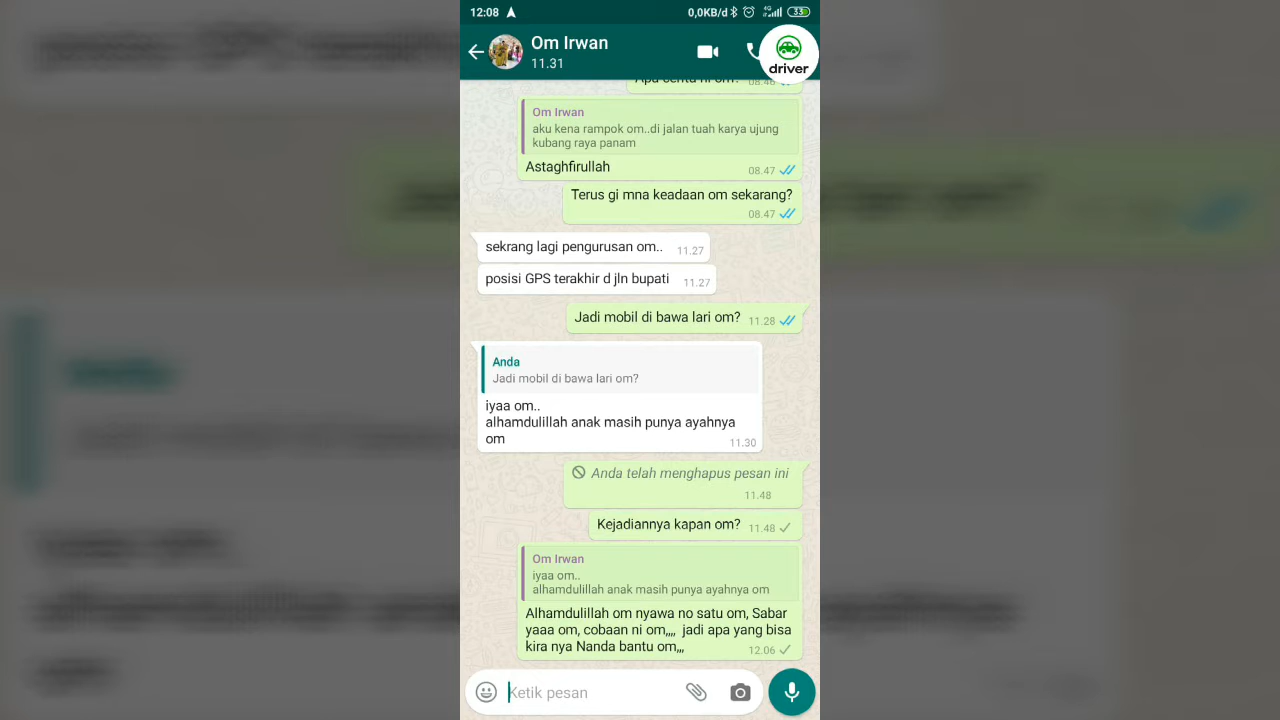 12:08
0,0KB/d
4G
33
Om Irwan
11.31
driver
08.46
Om Irwan
aku kena rampok om..di jalan tuah karya ujung
kubang raya panam
Astaghfirullah
08.47
Terus gi mna keadaan om sekarang?
08.47
sekrang lagi pengurusan om..
11.27
posisi GPS terakhir d jln bupati
11.27
Jadi mobil di bawa lari om?
11.28
Anda
Jadi mobil di bawa lari om?
iyaa om..
alhamdulillah anak masih punya ayahnya
om
11.30
Anda telah menghapus pesan ini
11.48
Kejadiannya kapan om?
11.48
Om Irwan
iyaa om..
alhamdulillah anak masih punya ayahnya om
Alhamdulillah om nyawa no satu om, Sabar
yaaa om, cobaan ni om,,,, jadi apa yang bisa
kira nya Nanda bantu om,,,
12.06
Ketik pesan